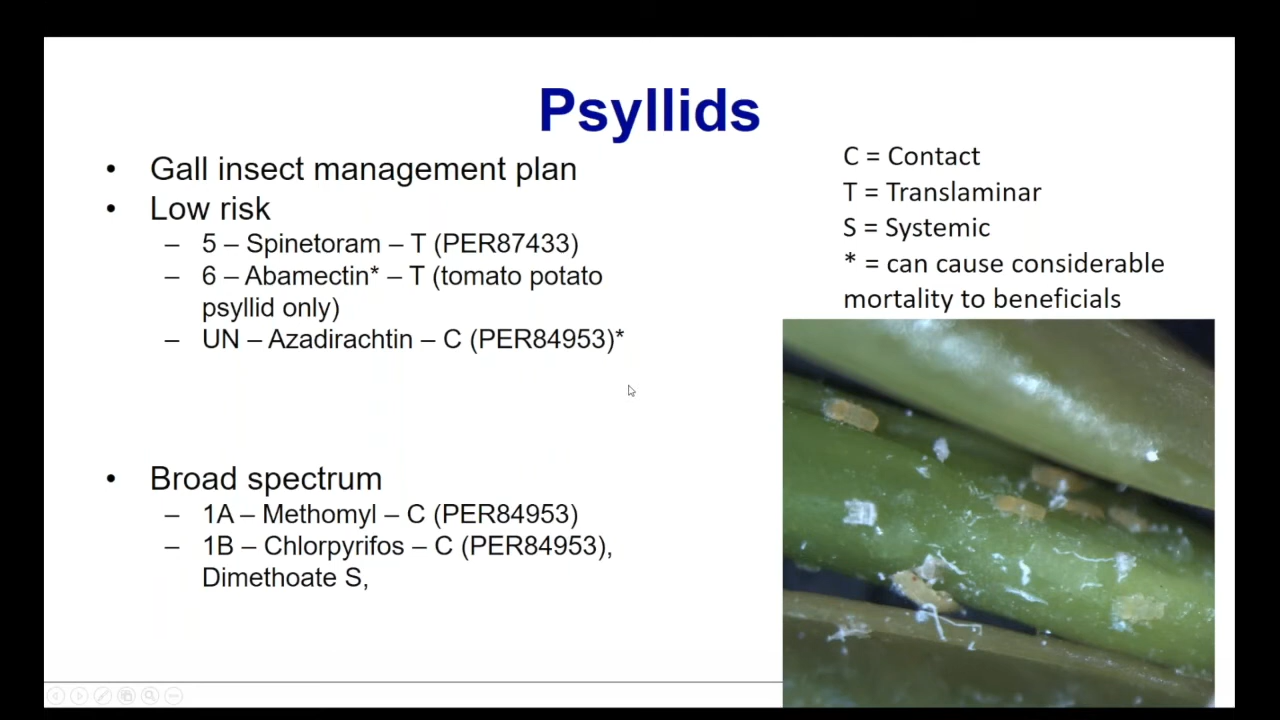 Psyllids
• Gall insect management plan
• Low risk
– 5 – Spinetoram – T (PER87433)
– 6 – Abamectin* – T (tomato potato
psyllid only)
– UN – Azadirachtin – C (PER84953)*
• Broad spectrum
– 1A – Methomyl – C (PER84953)
– 1B – Chlorpyrifos – C (PER84953),
Dimethoate S,
C = Contact
T = Translaminar
S = Systemic
* = can cause considerable
mortality to beneficials